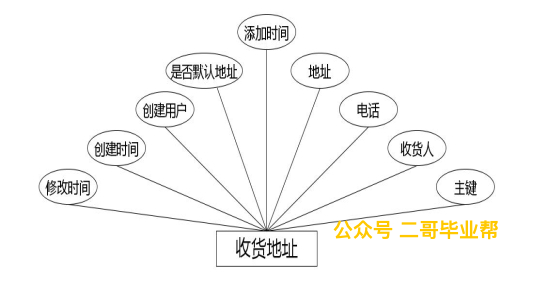 添加时间
是否默认地址
地址
创建用户
电话
创建时间
收货人
修改时间
主键
公众号 二哥毕业帮
收货地址